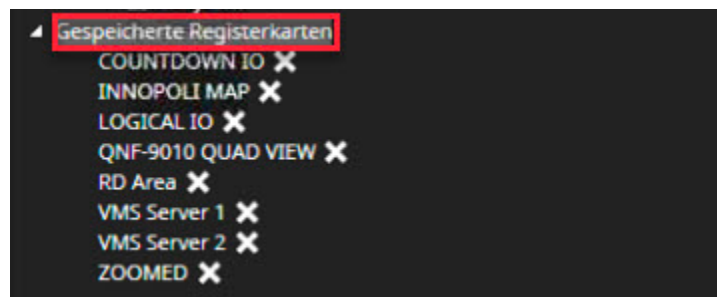 Gespeicherte Registerkarten
COUNTDOWN IO
INNOPOLI MAP
LOGICAL IO
QNF-9010 QUAD VIEW
RD Area
VMS Server 1
VMS Server 2
ZOOMED